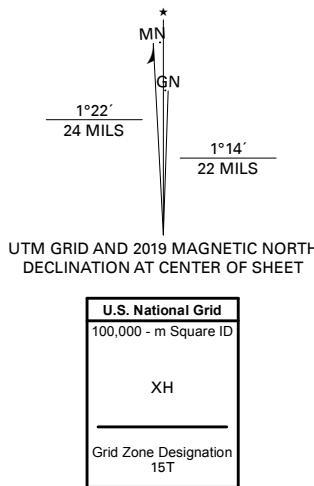 MN
GN
1°22´
24 MILS
1°14´
22 MILS
UTM GRID AND 2019 MAGNETIC NORTH
DECLINATION AT CENTER OF SHEET
U.S. National Grid
100,000 - m Square ID
XH
Grid Zone Designation
15T